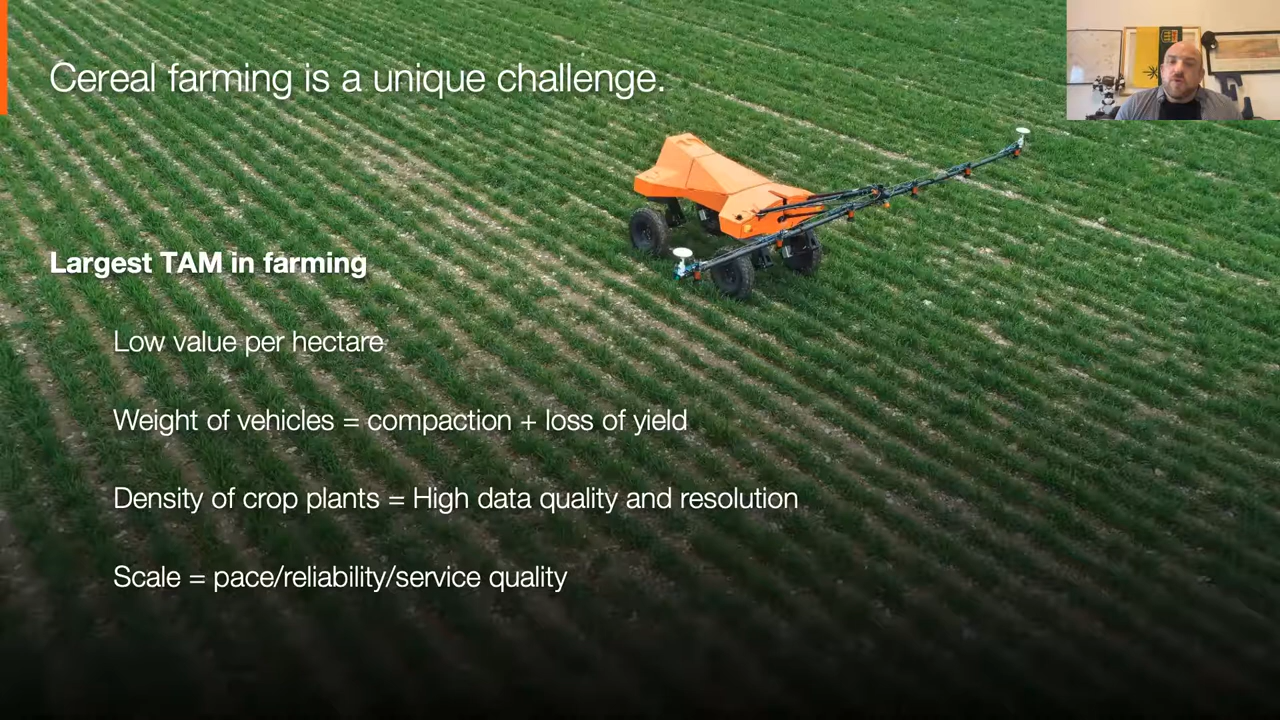 Cereal farming is a unique challenge.
Largest TAM in farming
Low value per hectare
Weight of vehicles = compaction + loss of yield
Density of crop plants = High data quality and resolution
Scale = pace/reliability/service quality